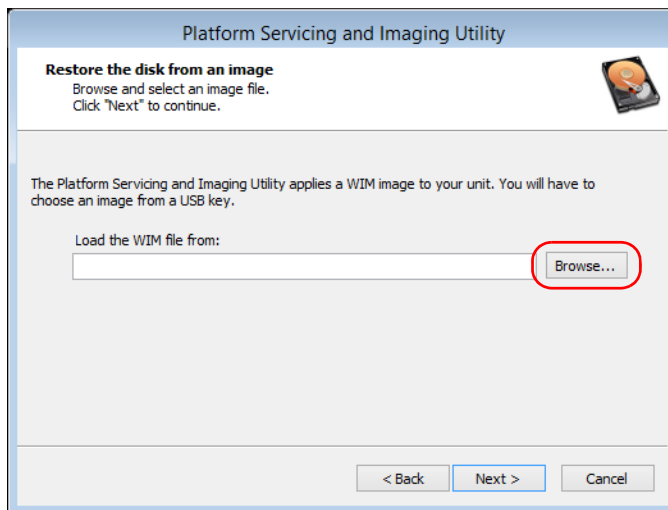 Platform Servicing and Imaging Utility
Restore the disk from an image
Browse and select an image file.
Click "Next" to continue.
The Platform Servicing and Imaging Utility applies a WIM image to your unit. You will have to
choose an image from a USB key.
Load the WIM file from:
Browse...
< Back Next > Cancel